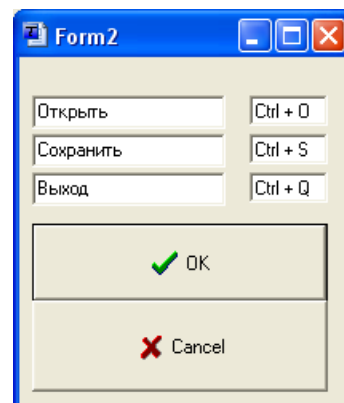 Form2
Открыть Ctrl + O
Сохранить Ctrl + S
Выход Ctrl + Q
OK
Cancel